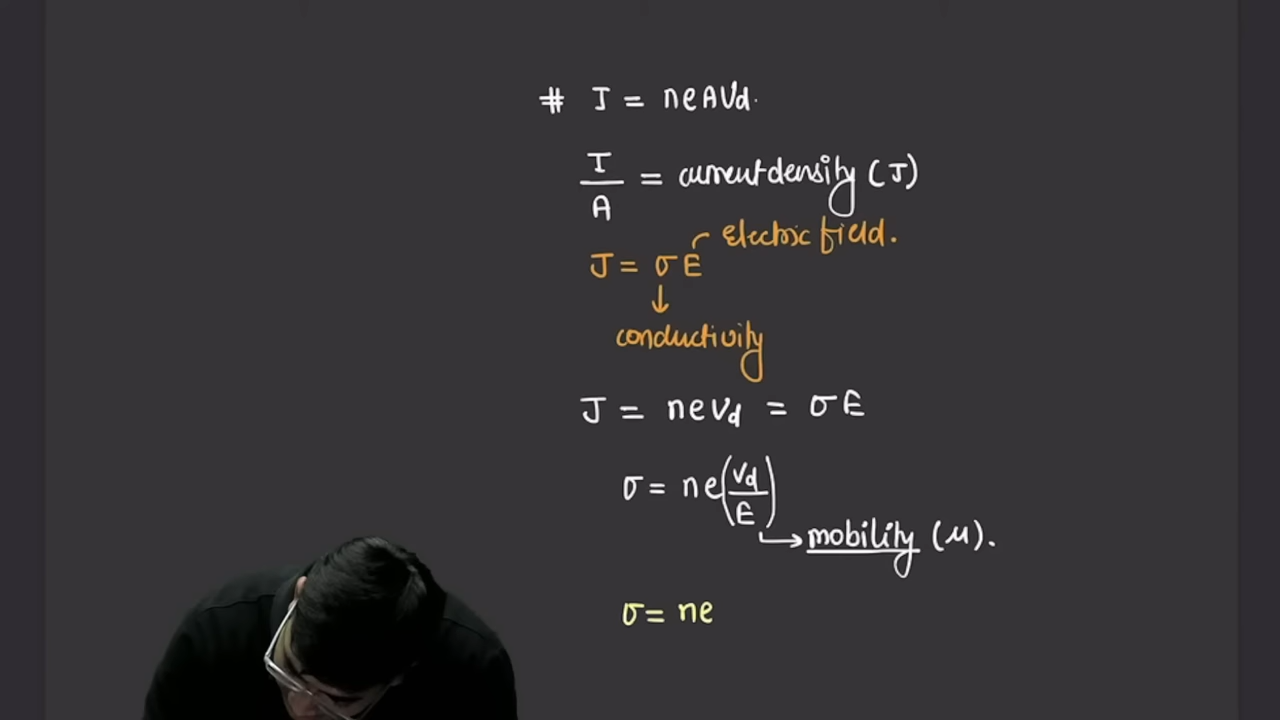 # I = neAVd.
I/A = current density (J)
Electric field.
J = σE
↓
conductivity
J = neVd = σE
σ = ne(Vd/E)
→ mobility (μ).
σ = ne